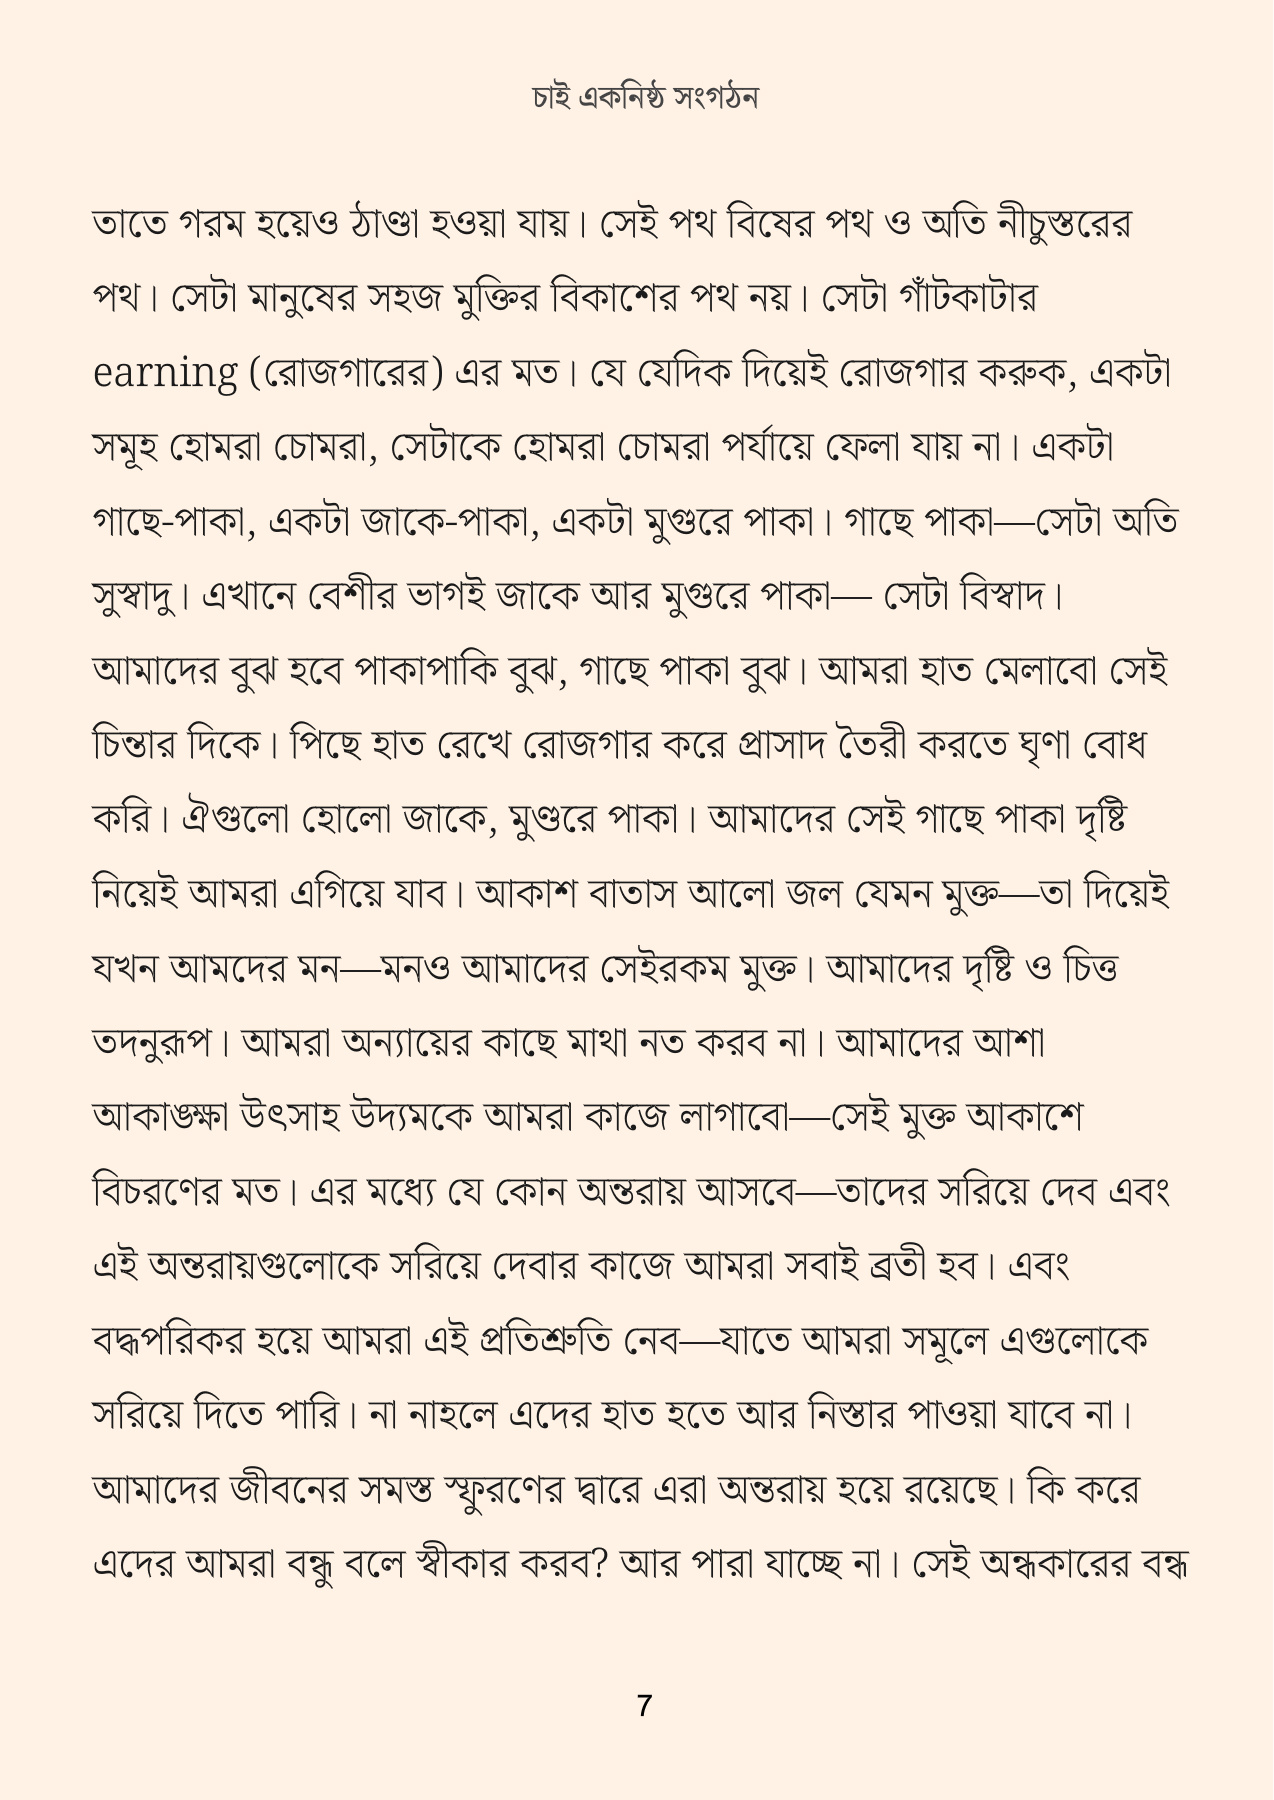 চাই একনিষ্ঠ সংগঠন
তাতে গরম হয়েও ঠাণ্ডা হওয়া যায়। সেই পথ বিষের পথ ও অতি নীচুস্তরের
পথ। সেটা মানুষের সহজ মুক্তির বিকাশের পথ নয়। সেটা গাঁটকাটার
earning (রোজগারের) এর মত। যে যেদিক দিয়েই রোজগার করুক, একটা
সমূহ হোমরা চোমরা, সেটাকে হোমরা চোমরা পর্যায়ে ফেলা যায় না। একটা
গাছে-পাকা, একটা জাকে-পাকা, একটা মুগুরে পাকা। গাছে পাকা—সেটা অতি
সুস্বাদু। এখানে বেশীর ভাগই জাকে আর মুগুরে পাকা— সেটা বিস্বাদ।
আমাদের বুঝ হবে পাকাপাকি বুঝ, গাছে পাকা বুঝ। আমরা হাত মেলাবো সেই
চিন্তার দিকে। পিছে হাত রেখে রোজগার করে প্রাসাদ তৈরী করতে ঘৃণা বোধ
করি। ঐগুলো হোলো জাকে, মুণ্ডরে পাকা। আমাদের সেই গাছে পাকা দৃষ্টি
নিয়েই আমরা এগিয়ে যাব। আকাশ বাতাস আলো জল যেমন মুক্ত—তা দিয়েই
যখন আমদের মন—মনও আমাদের সেইরকম মুক্ত। আমাদের দৃষ্টি ও চিত্ত
তদনুরূপ। আমরা অন্যায়ের কাছে মাথা নত করব না। আমাদের আশা
আকাঙ্ক্ষা উৎসাহ উদ্যমকে আমরা কাজে লাগাবো—সেই মুক্ত আকাশে
বিচরণের মত। এর মধ্যে যে কোন অন্তরায় আসবে—তাদের সরিয়ে দেব এবং
এই অন্তরায়গুলোকে সরিয়ে দেবার কাজে আমরা সবাই ব্রতী হব। এবং
বদ্ধপরিকর হয়ে আমরা এই প্রতিশ্রুতি নেব—যাতে আমরা সমূলে এগুলোকে
সরিয়ে দিতে পারি। না নাহলে এদের হাত হতে আর নিস্তার পাওয়া যাবে না।
আমাদের জীবনের সমস্ত স্ফুরণের দ্বারে এরা অন্তরায় হয়ে রয়েছে। কি করে
এদের আমরা বন্ধু বলে স্বীকার করব? আর পারা যাচ্ছে না। সেই অন্ধকারের বন্ধ
7